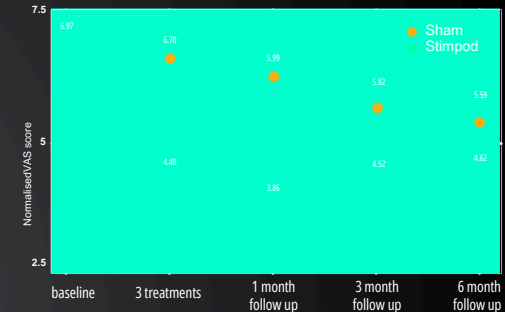 7.5
6.97
6.70
5.99
5.82
5.59
Sham
Stimpod
NormalisedVAS score
5
4.48
3.86
4.52
4.62
2.5
baseline
3 treatments
1 month
follow up
3 month
follow up
6 month
follow up